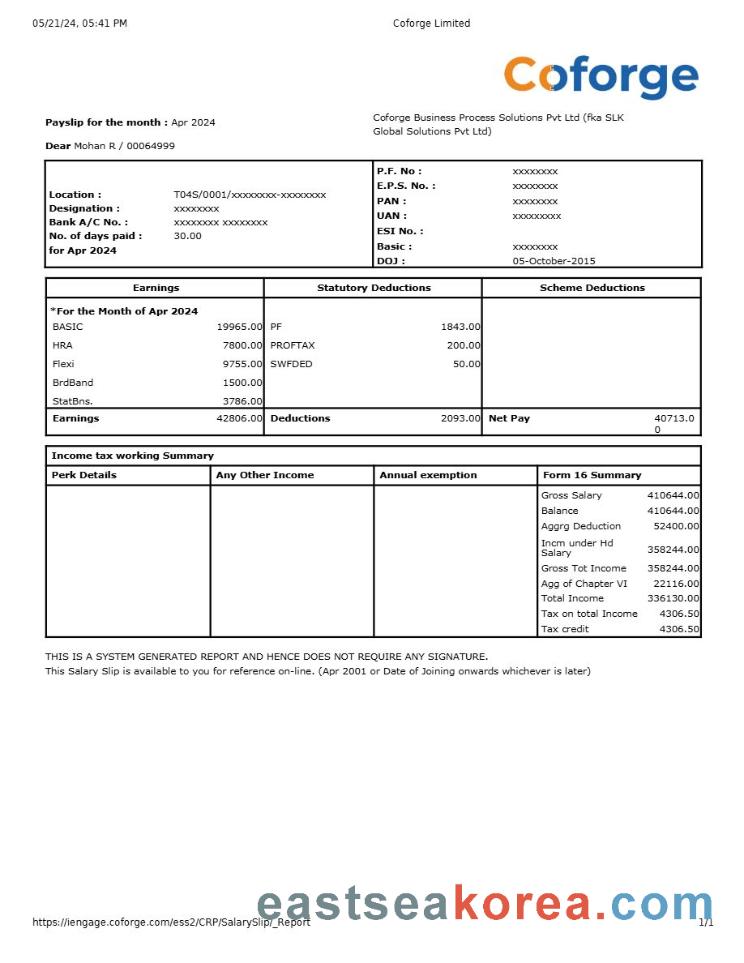 05/21/24, 05:41 PM Coforge Limited
Coforge
Payslip for the month : Apr 2024 Coforge Business Process Solutions Pvt Ltd (fka SLK
Global Solutions Pvt Ltd)
Dear Mohan R / 00064999
P.F. No : xxxxxxxx
E.P.S. No. : xxxxxxxx
Location : T04S/0001/xxxxxxxx-xxxxxxxx PAN : xxxxxxxx
Designation : xxxxxxxx UAN : xxxxxxxxx
Bank A/C No. : xxxxxxxx xxxxxxxx
No. of days paid : 30.00 ESI No. :
for Apr 2024 Basic : xxxxxxxx
DOJ : 05-October-2015
Earnings Statutory Deductions Scheme Deductions
*For the Month of Apr 2024
BASIC 19965.00 PF 1843.00
HRA 7800.00 PROFTAX 200.00
Flexi 9755.00 SWFDED 50.00
BrdBand 1500.00
StatBns. 3786.00
Earnings 42806.00 Deductions 2093.00 Net Pay 40713.0
0
Income tax working Summary
Perk Details Any Other Income Annual exemption Form 16 Summary
Gross Salary 410644.00
Balance 410644.00
Aggrg Deduction 52400.00
Incm under Hd
Salary 358244.00
Gross Tot Income 358244.00
Agg of Chapter VI 22116.00
Total Income 336130.00
Tax on total Income 4306.50
Tax credit 4306.50
THIS IS A SYSTEM GENERATED REPORT AND HENCE DOES NOT REQUIRE ANY SIGNATURE.
This Salary Slip is available to you for reference on-line. (Apr 2001 or Date of Joining onwards whichever is later)
eastseakorea.com
https://iengage.coforge.com/ess2/CRP/SalarySlip/_Report 1/1